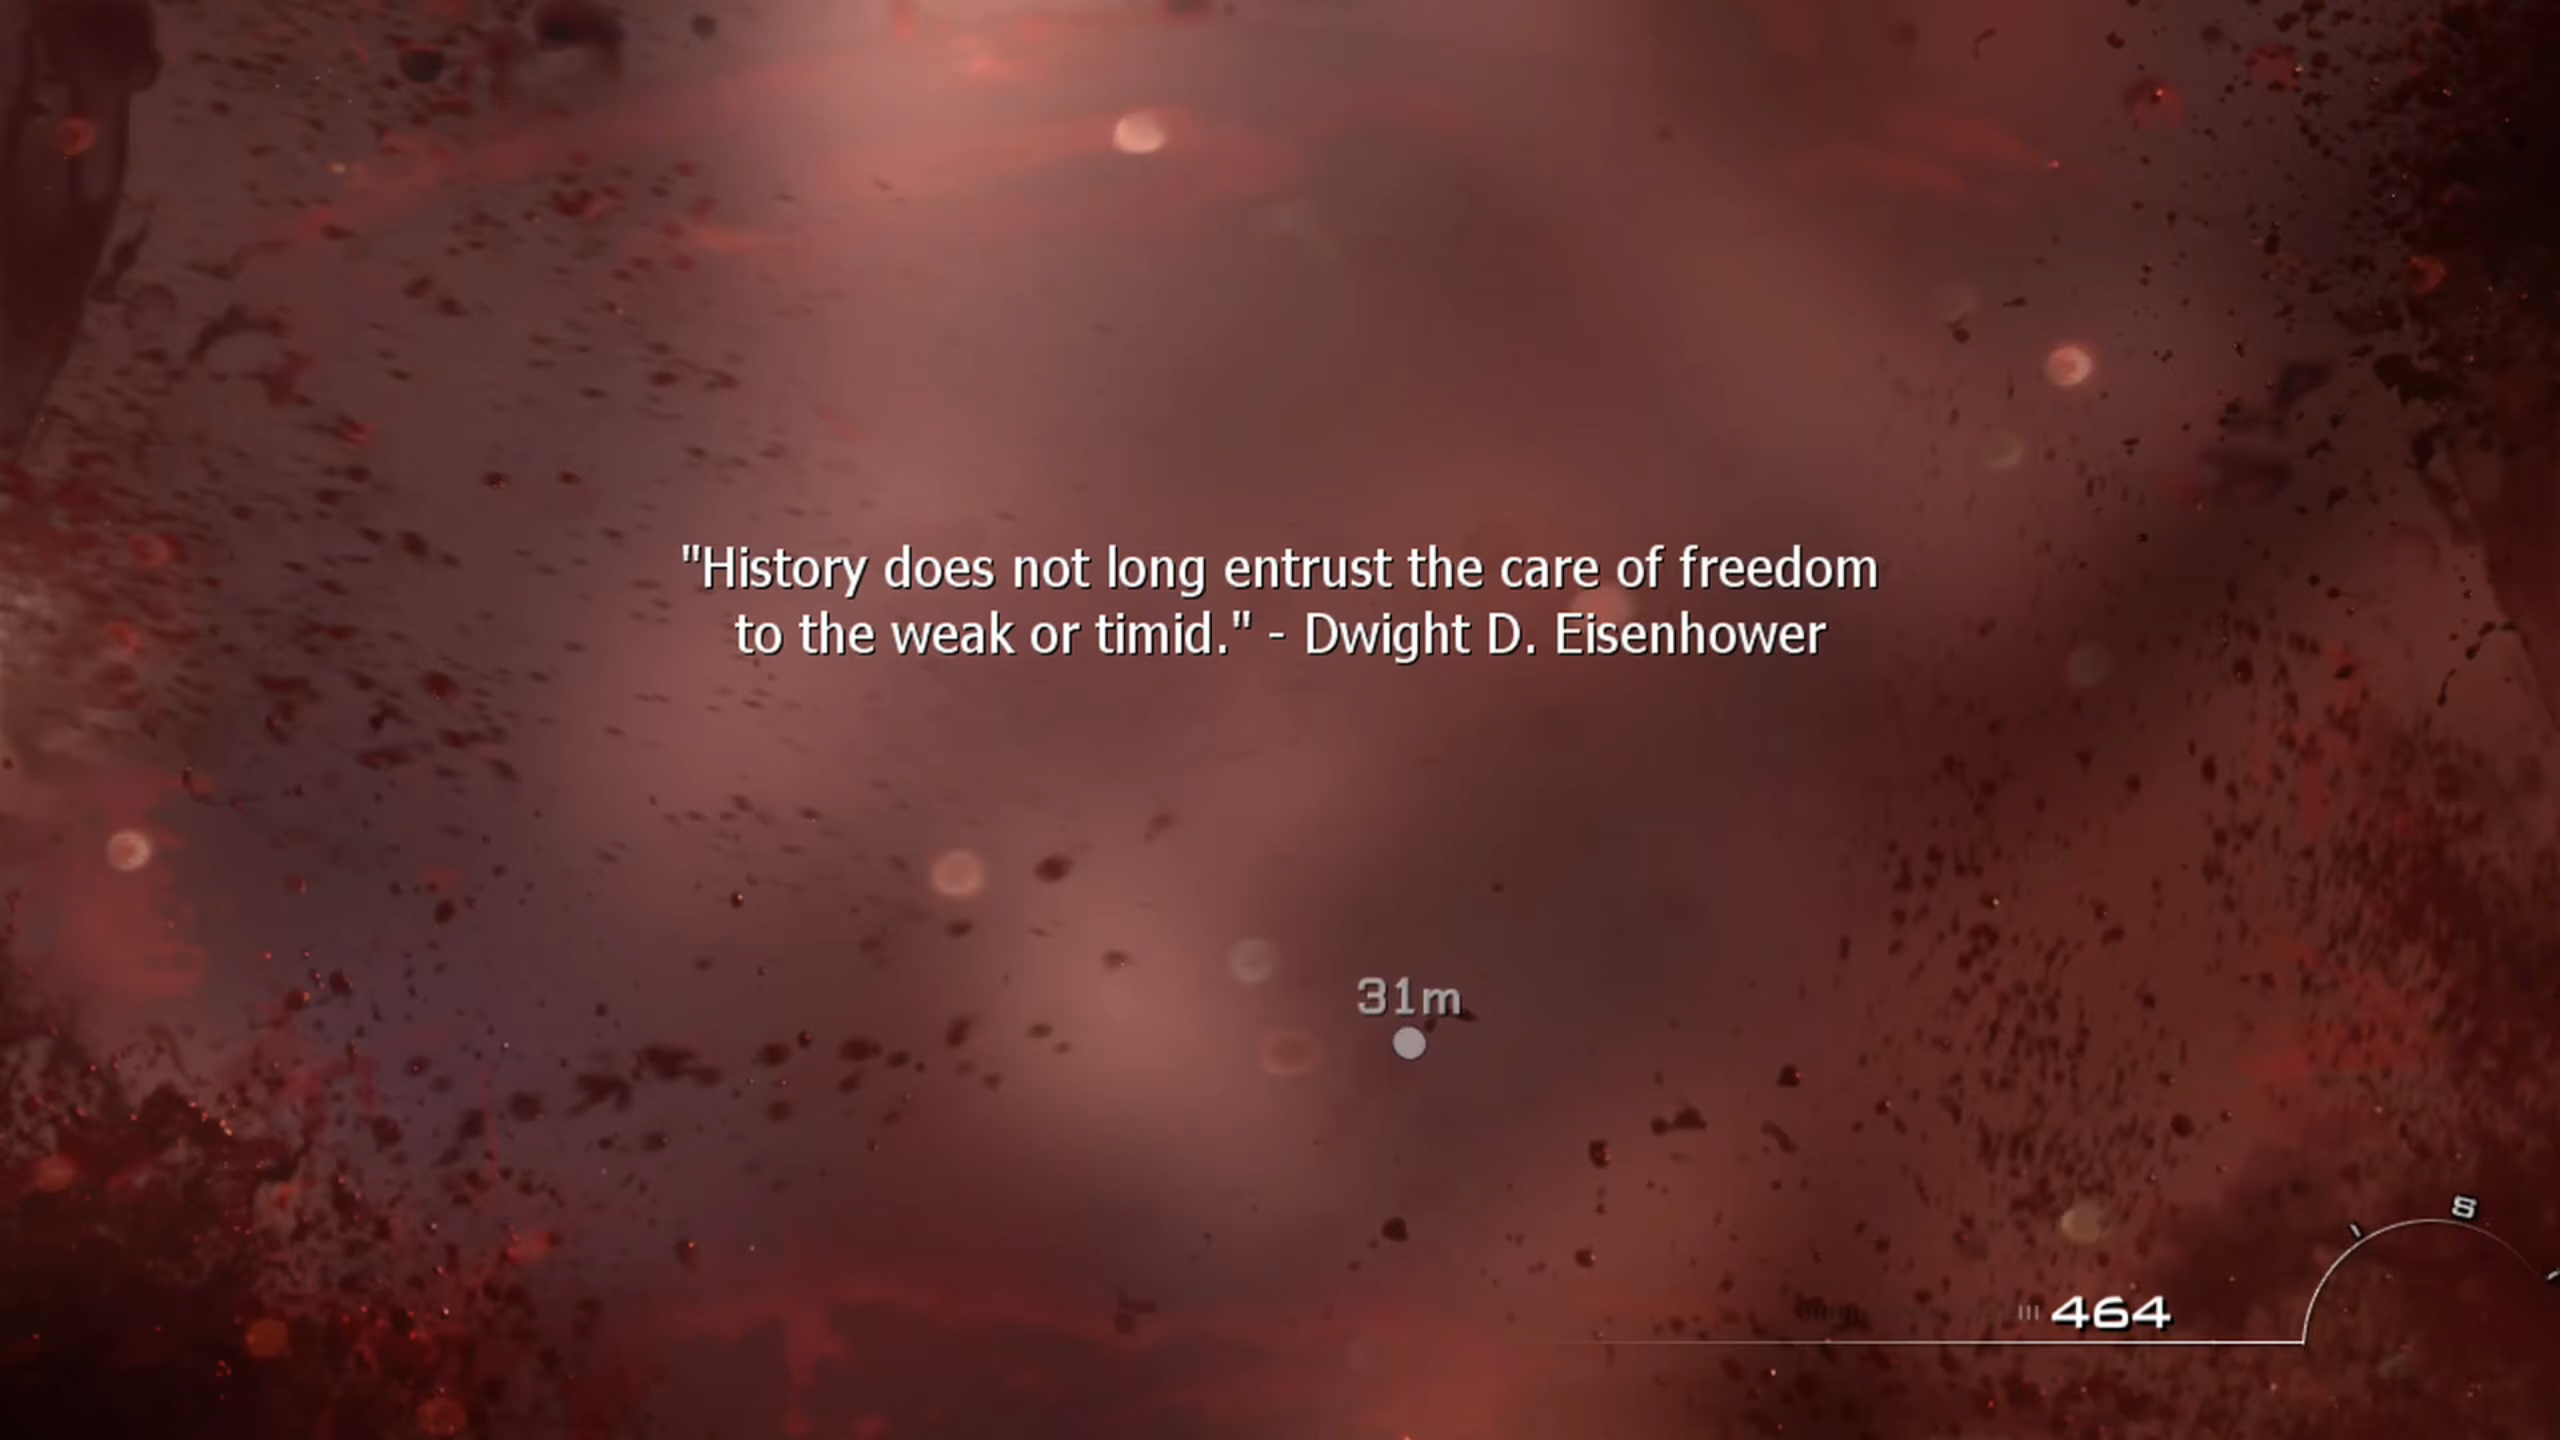 "History does not long entrust the care of freedom
to the weak or timid." - Dwight D. Eisenhower
31m
S
464